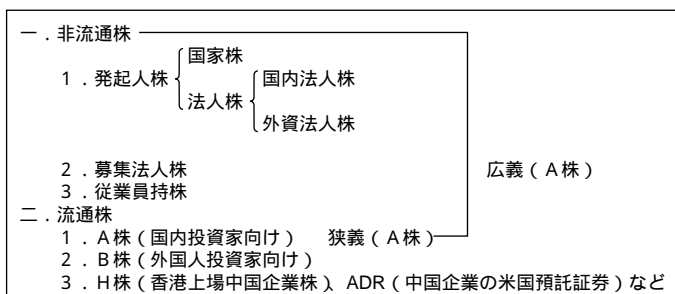 一．非流通株
国家株
1．発起人株　国内法人株
法人株
外資法人株
2．募集法人株　広義（A株）
3．従業員持株
二．流通株
1．A株（国内投資家向け）　狭義（A株）
2．B株（外国人投資家向け）
3．H株（香港上場中国企業株）、ADR（中国企業の米国預託証券）など